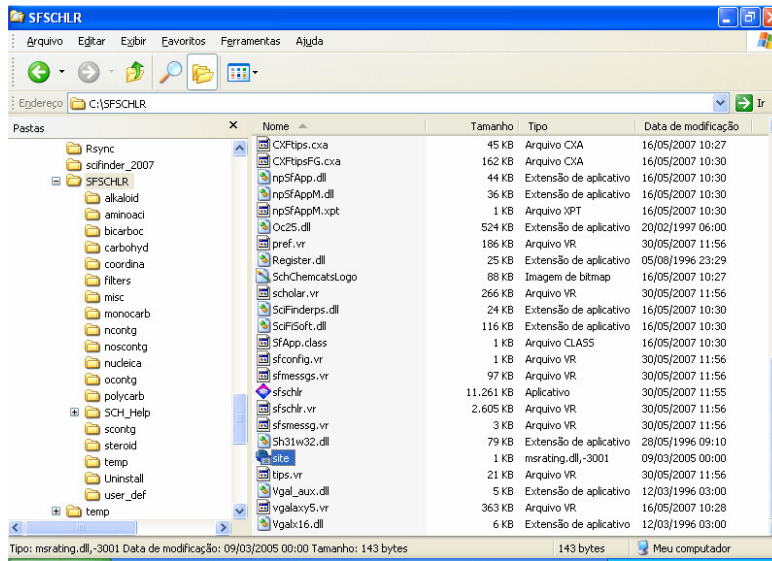 SFSCHLR
Arquivo Editar Exibir Favoritos Ferramentas Ajuda
Endereço C:\SFSCHLR Ir
Pastas Nome Tamanho Tipo Data de modificação
Rsync
scifinder_2007
SFSCHLR
alkaloid
aminoaci
bicarboc
carbohyd
coordina
filters
misc
monocarb
ncontg
noscontg
nucleica
ocontg
polycarb
SCH_Help
scontg
steroid
temp
Uninstall
user_def
temp
CXFtips.cxa 45 KB Arquivo CXA 16/05/2007 10:27
CXFtipsFG.cxa 162 KB Arquivo CXA 16/05/2007 10:30
npSfApp.dll 44 KB Extensão de aplicativo 16/05/2007 10:30
npSfAppM.dll 36 KB Extensão de aplicativo 16/05/2007 10:30
npSfAppM.xpt 1 KB Arquivo XPT 16/05/2007 10:30
Oc25.dll 524 KB Extensão de aplicativo 20/02/1997 06:00
pref.vr 186 KB Arquivo VR 30/05/2007 11:56
Register.dll 25 KB Extensão de aplicativo 05/08/1996 23:29
SchChemcatsLogo 88 KB Imagem de bitmap 16/05/2007 10:27
scholar.vr 266 KB Arquivo VR 30/05/2007 11:56
SciFinderps.dll 24 KB Extensão de aplicativo 16/05/2007 10:30
SciFiSoft.dll 116 KB Extensão de aplicativo 16/05/2007 10:30
SfApp.class 1 KB Arquivo CLASS 16/05/2007 10:30
sfconfig.vr 1 KB Arquivo VR 30/05/2007 11:56
sfmessgs.vr 97 KB Arquivo VR 30/05/2007 11:56
sfschlr 11.261 KB Aplicativo 30/05/2007 11:55
sfschlr.vr 2.605 KB Arquivo VR 30/05/2007 11:56
sfsmessg.vr 3 KB Arquivo VR 30/05/2007 11:56
Sh31w32.dll 79 KB Extensão de aplicativo 28/05/1996 09:10
site 1 KB msrating.dll,-3001 09/03/2005 00:00
tips.vr 21 KB Arquivo VR 30/05/2007 11:56
Vgal_aux.dll 5 KB Extensão de aplicativo 12/03/1996 03:00
vgalaxy5.vr 363 KB Arquivo VR 16/05/2007 10:28
Vgalx16.dll 6 KB Extensão de aplicativo 12/03/1996 03:00
Tipo: msrating.dll,-3001 Data de modificação: 09/03/2005 00:00 Tamanho: 143 bytes 143 bytes Meu computador